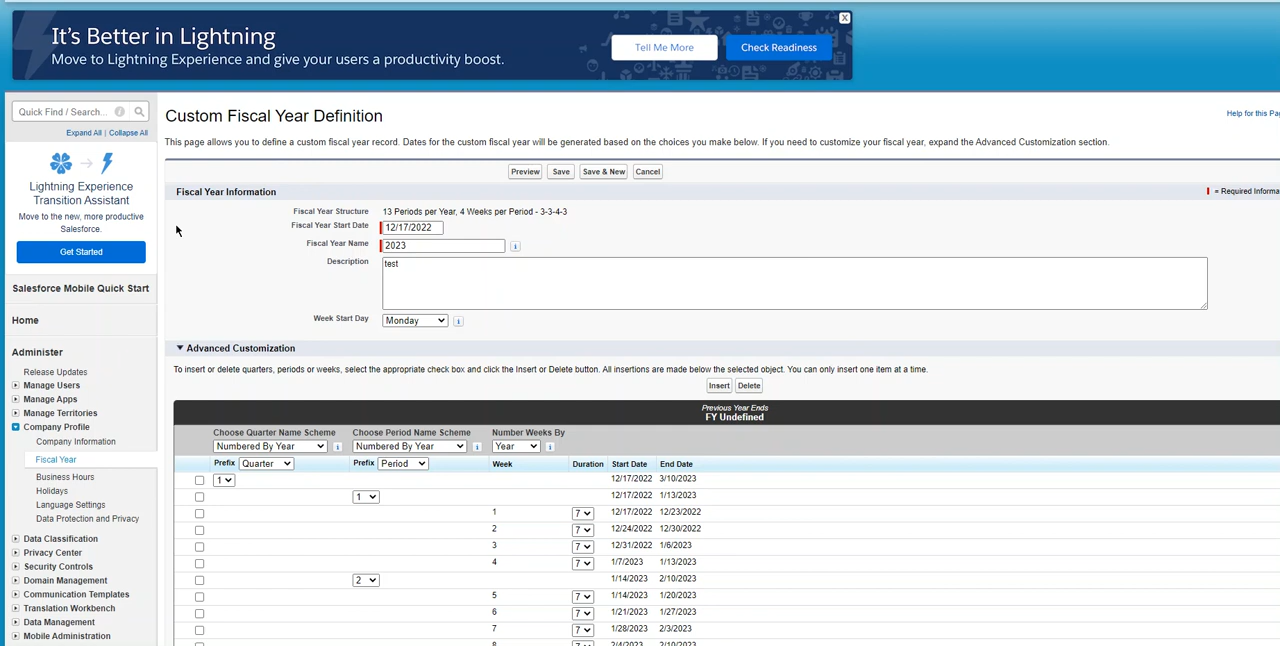 It's Better in Lightning
Move to Lightning Experience and give your users a productivity boost.
Tell Me More
Check Readiness
X
Quick Find / Search...
i
Expand All | Collapse All
Lightning Experience
Transition Assistant
Move to the new, more productive
Salesforce.
Get Started
Salesforce Mobile Quick Start
Home
Administer
Release Updates
Manage Users
Manage Apps
Manage Territories
Company Profile
Company Information
Fiscal Year
Business Hours
Holidays
Language Settings
Data Protection and Privacy
Data Classification
Privacy Center
Security Controls
Domain Management
Communication Templates
Translation Workbench
Data Management
Mobile Administration
Custom Fiscal Year Definition
Help for this Pag
This page allows you to define a custom fiscal year record. Dates for the custom fiscal year will be generated based on the choices you make below. If you need to customize your fiscal year, expand the Advanced Customization section.
Preview Save Save & New Cancel
Fiscal Year Information
= Required Informa
Fiscal Year Structure 13 Periods per Year, 4 Weeks per Period - 3-3-4-3
Fiscal Year Start Date 12/17/2022
Fiscal Year Name 2023 i
Description test
Week Start Day Monday i
Advanced Customization
To insert or delete quarters, periods or weeks, select the appropriate check box and click the Insert or Delete button. All insertions are made below the selected object. You can only insert one item at a time.
Insert Delete
Previous Year Ends
FY Undefined
Choose Quarter Name Scheme Choose Period Name Scheme Number Weeks By
Numbered By Year i Numbered By Year i Year i
Prefix Quarter Prefix Period Week Duration Start Date End Date
1 12/17/2022 3/10/2023
1 12/17/2022 1/13/2023
1 7 12/17/2022 12/23/2022
2 7 12/24/2022 12/30/2022
3 7 12/31/2022 1/6/2023
4 7 1/7/2023 1/13/2023
2 1/14/2023 2/10/2023
5 7 1/14/2023 1/20/2023
6 7 1/21/2023 1/27/2023
7 7 1/28/2023 2/3/2023
8 7 2/4/2023 2/10/2023